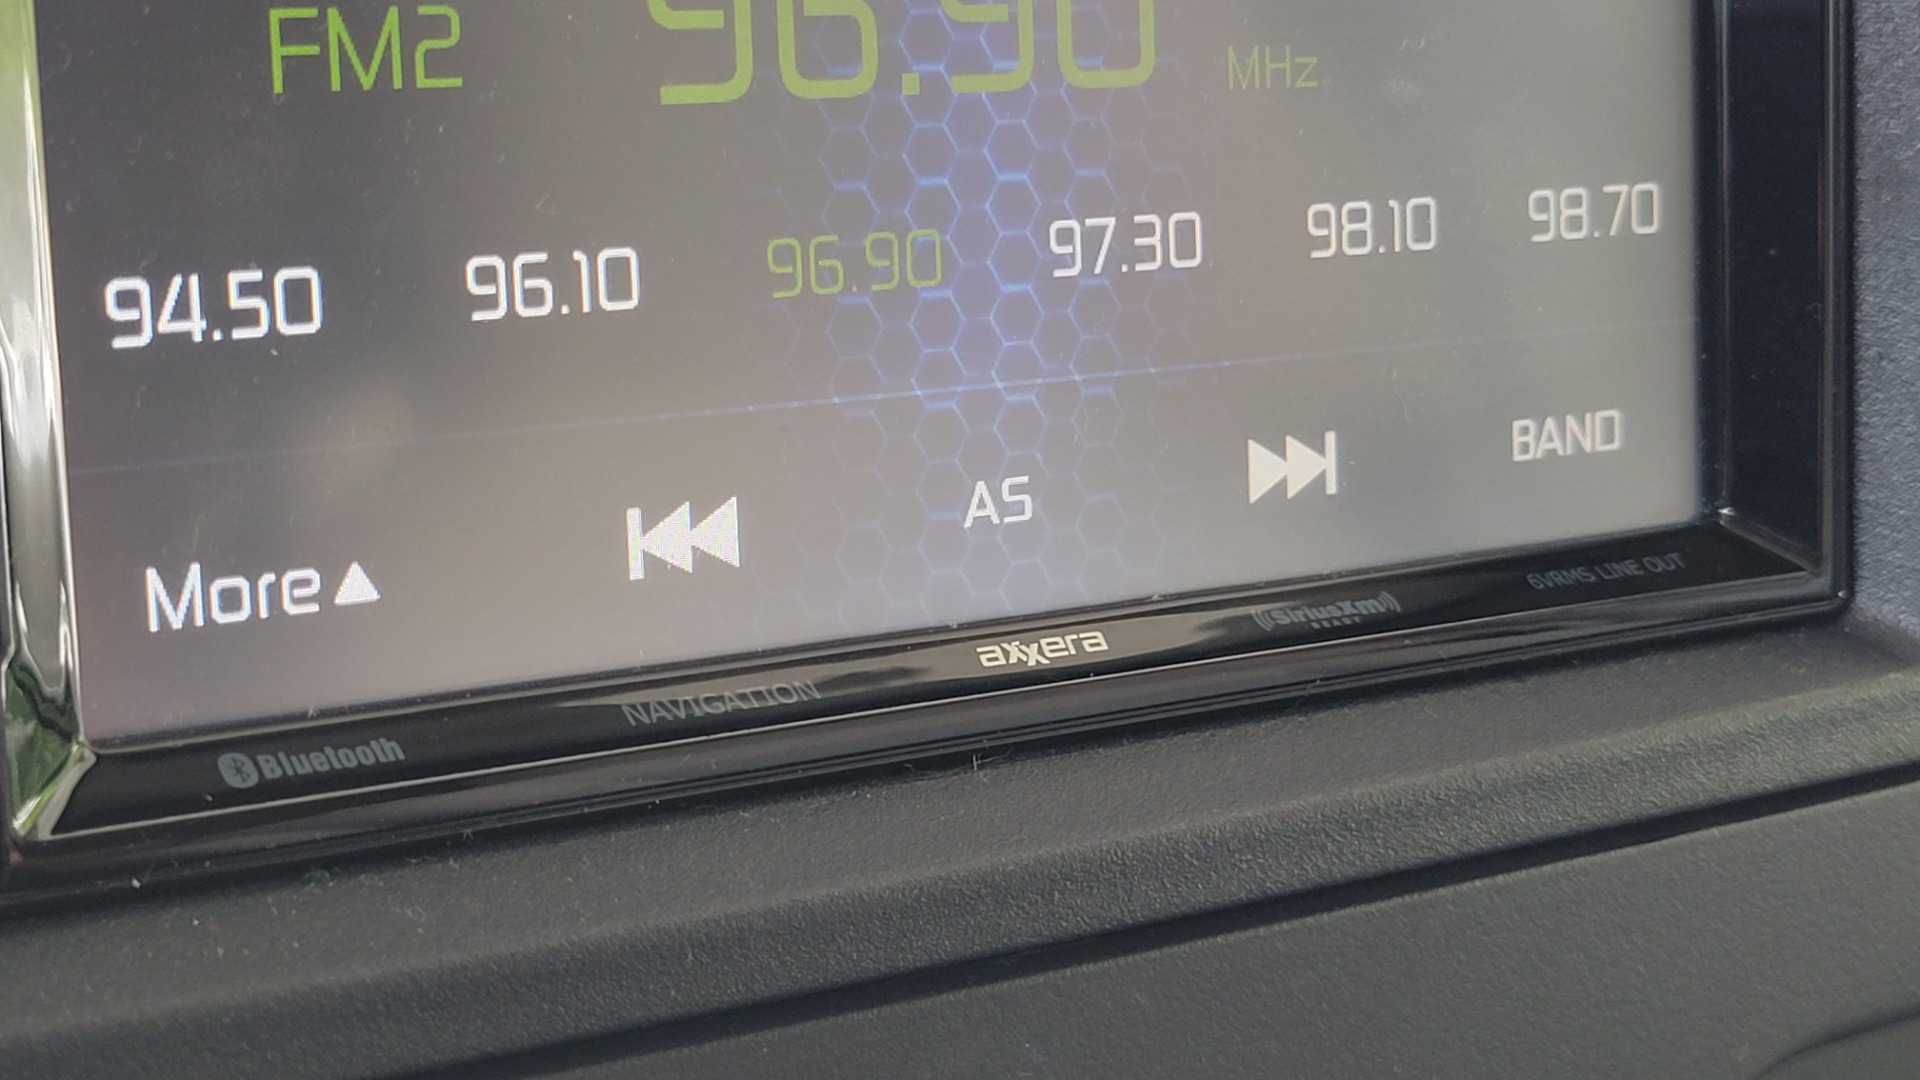 FM2 96.90 MHz
94.50 96.10 96.90 97.30 98.10 98.70
More AS BAND
Bluetooth NAVIGATION axxera ((SiriusXm)) 6VRMS LINE OUT
READY